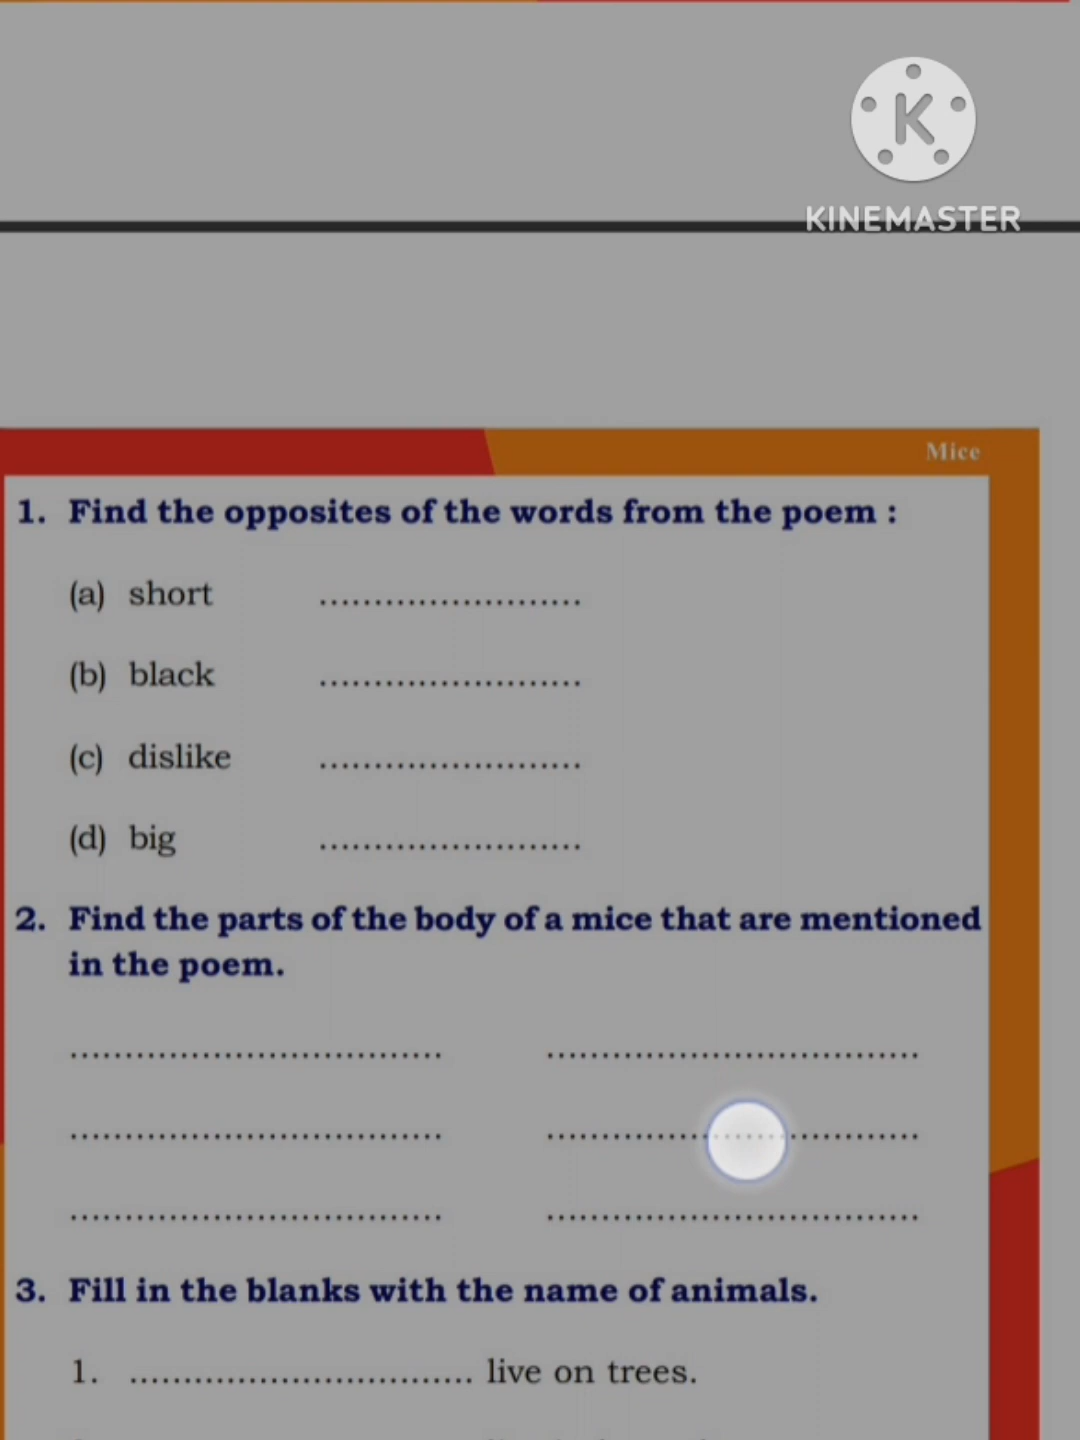 K
KINEMASTER
Mice
1. Find the opposites of the words from the poem :
(a) short ........................
(b) black ........................
(c) dislike ........................
(d) big ........................
2. Find the parts of the body of a mice that are mentioned
in the poem.
.................................. ..................................
.................................. ..................................
.................................. ..................................
3. Fill in the blanks with the name of animals.
1. ............................... live on trees.